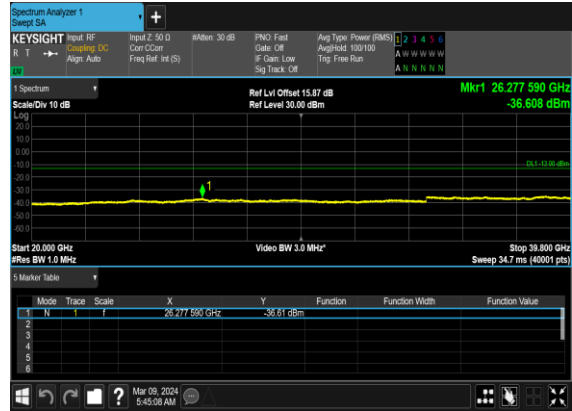 Spectrum Analyzer 1
Swept SA
+
KEYSIGHT Input: RF Input Z: 50 Ω #Atten: 30 dB PNO: Fast Avg Type: Power (RMS) 1 2 3 4 5 6
R T Coupling: DC Corr CCorr Gate: Off Avg|Hold: 100/100 A W W W W W
Align: Auto Freq Ref: Int (S) IF Gain: Low Trig: Free Run
Sig Track: Off A N N N N N
1 Spectrum Ref Lvl Offset 15.87 dB Mkr1 26.277 590 GHz
Scale/Div 10 dB Ref Level 30.00 dBm -36.608 dBm
Log
20.0
10.0
0.00
-10.0
DL1 -13.00 dBm
-20.0
1
-30.0
-40.0
-50.0
-60.0
Start 20.000 GHz Video BW 3.0 MHz* Stop 39.800 GHz
#Res BW 1.0 MHz Sweep 34.7 ms (40001 pts)
5 Marker Table
Mode Trace Scale X Y Function Function Width Function Value
1 N 1 f 26.277 590 GHz -36.61 dBm
2
3
4
5
6
? Mar 09, 2024
5:45:08 AM